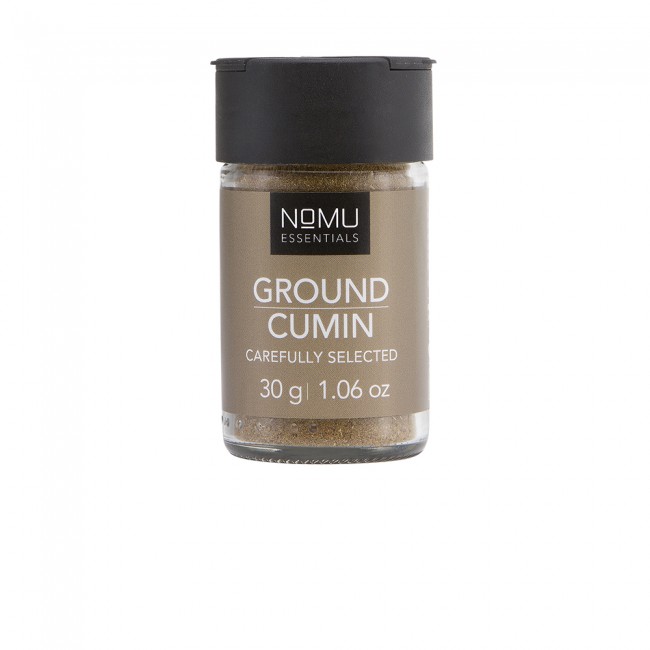 NOMU
ESSENTIALS
GROUND
CUMIN
CAREFULLY SELECTED
30 g| 1.06 oz